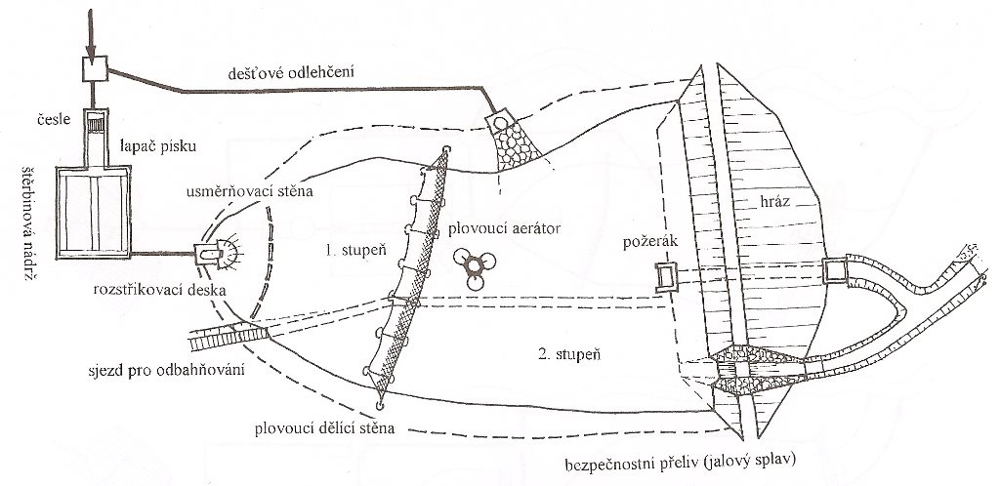 dešťové odlehčení
česle
lapač písku
štěrbinová nádrž
usměrňovací stěna
hráz
plovoucí aerátor
1. stupeň
požerák
rozstřikovací deska
2. stupeň
sjezd pro odbahňování
plovoucí dělící stěna
bezpečnostní přeliv (jalový splav)